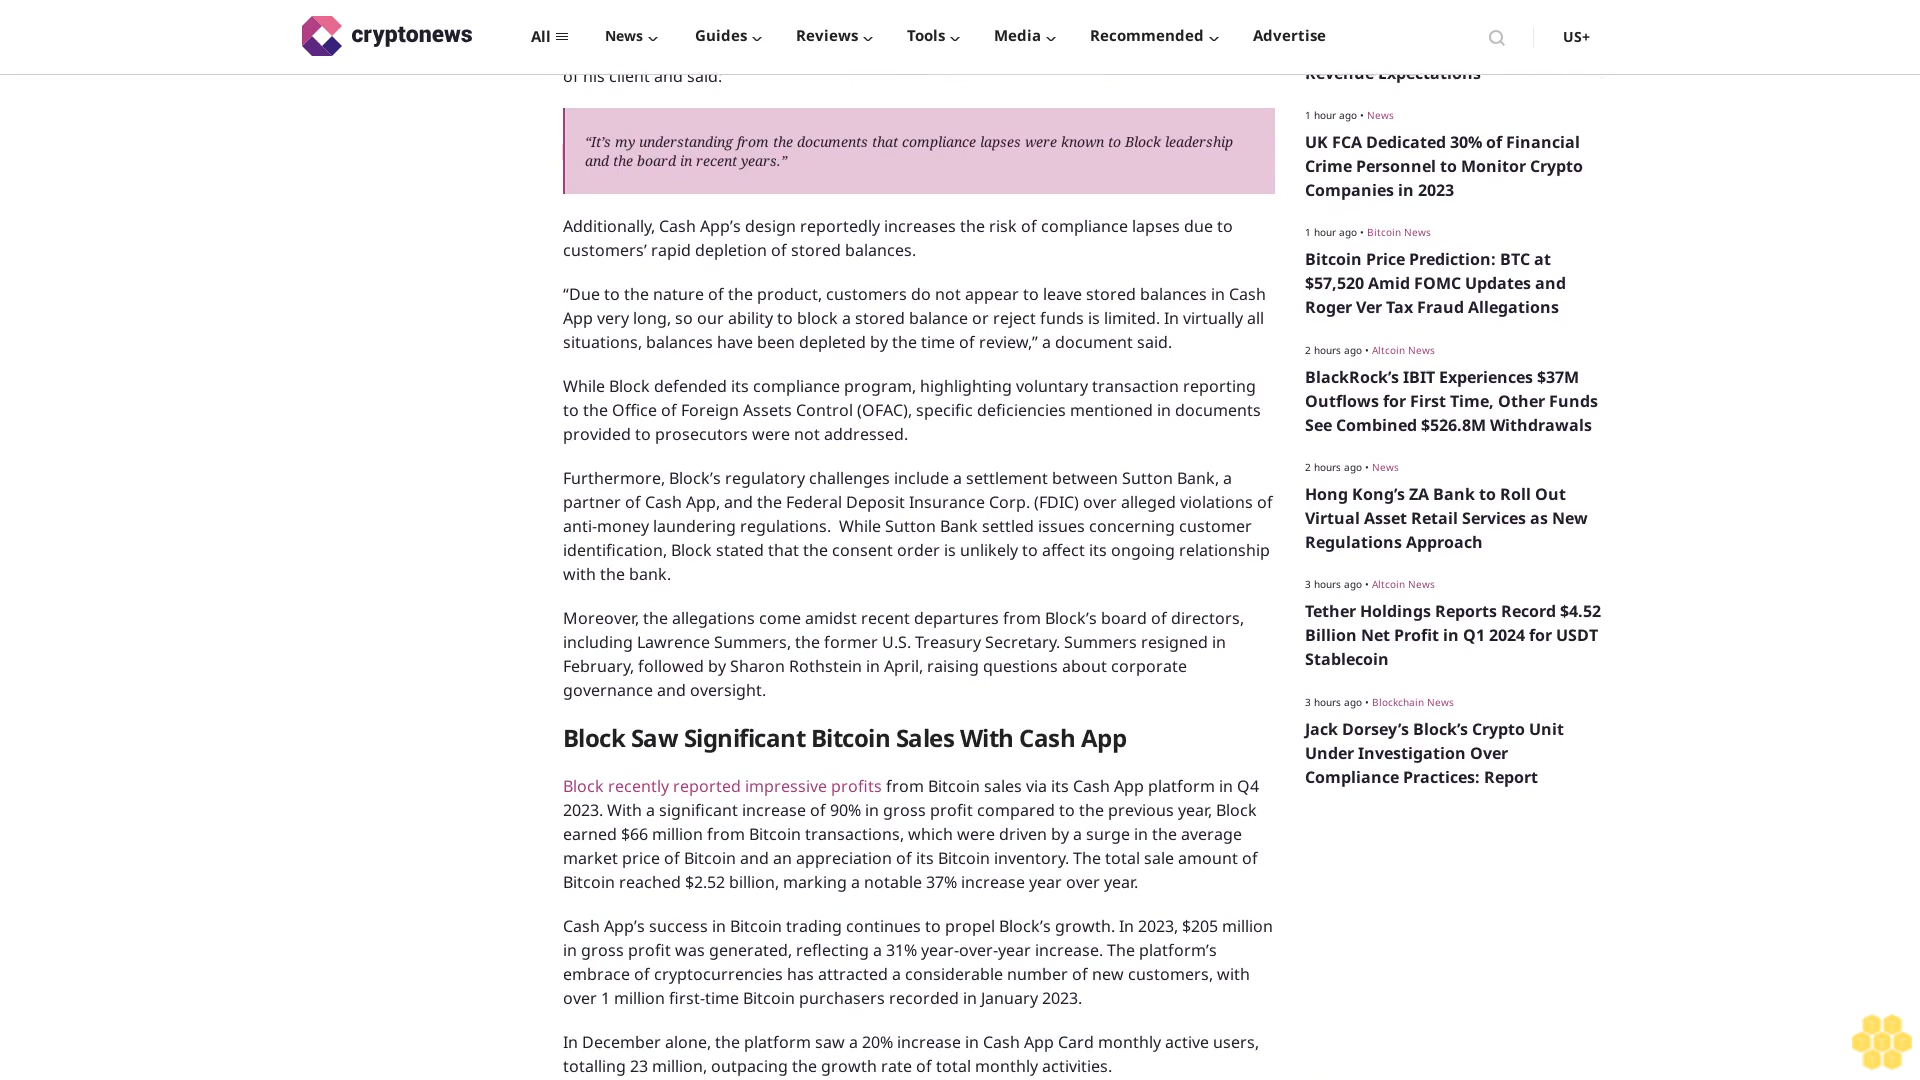 cryptonews
All
News
Guides
Reviews
Tools
Media
Recommended
Advertise
US+
of his client and said:
“It’s my understanding from the documents that compliance lapses were known to Block leadership
and the board in recent years.”
Additionally, Cash App’s design reportedly increases the risk of compliance lapses due to
customers’ rapid depletion of stored balances.
“Due to the nature of the product, customers do not appear to leave stored balances in Cash
App very long, so our ability to block a stored balance or reject funds is limited. In virtually all
situations, balances have been depleted by the time of review,” a document said.
While Block defended its compliance program, highlighting voluntary transaction reporting
to the Office of Foreign Assets Control (OFAC), specific deficiencies mentioned in documents
provided to prosecutors were not addressed.
Furthermore, Block’s regulatory challenges include a settlement between Sutton Bank, a
partner of Cash App, and the Federal Deposit Insurance Corp. (FDIC) over alleged violations of
anti-money laundering regulations.  While Sutton Bank settled issues concerning customer
identification, Block stated that the consent order is unlikely to affect its ongoing relationship
with the bank.
Moreover, the allegations come amidst recent departures from Block’s board of directors,
including Lawrence Summers, the former U.S. Treasury Secretary. Summers resigned in
February, followed by Sharon Rothstein in April, raising questions about corporate
governance and oversight.
Block Saw Significant Bitcoin Sales With Cash App
Block recently reported impressive profits from Bitcoin sales via its Cash App platform in Q4
2023. With a significant increase of 90% in gross profit compared to the previous year, Block
earned $66 million from Bitcoin transactions, which were driven by a surge in the average
market price of Bitcoin and an appreciation of its Bitcoin inventory. The total sale amount of
Bitcoin reached $2.52 billion, marking a notable 37% increase year over year.
Cash App’s success in Bitcoin trading continues to propel Block’s growth. In 2023, $205 million
in gross profit was generated, reflecting a 31% year-over-year increase. The platform’s
embrace of cryptocurrencies has attracted a considerable number of new customers, with
over 1 million first-time Bitcoin purchasers recorded in January 2023.
In December alone, the platform saw a 20% increase in Cash App Card monthly active users,
totalling 23 million, outpacing the growth rate of total monthly activities.
Revenue Expectations
1 hour ago • News
UK FCA Dedicated 30% of Financial
Crime Personnel to Monitor Crypto
Companies in 2023
1 hour ago • Bitcoin News
Bitcoin Price Prediction: BTC at
$57,520 Amid FOMC Updates and
Roger Ver Tax Fraud Allegations
2 hours ago • Altcoin News
BlackRock’s IBIT Experiences $37M
Outflows for First Time, Other Funds
See Combined $526.8M Withdrawals
2 hours ago • News
Hong Kong’s ZA Bank to Roll Out
Virtual Asset Retail Services as New
Regulations Approach
3 hours ago • Altcoin News
Tether Holdings Reports Record $4.52
Billion Net Profit in Q1 2024 for USDT
Stablecoin
3 hours ago • Blockchain News
Jack Dorsey’s Block’s Crypto Unit
Under Investigation Over
Compliance Practices: Report